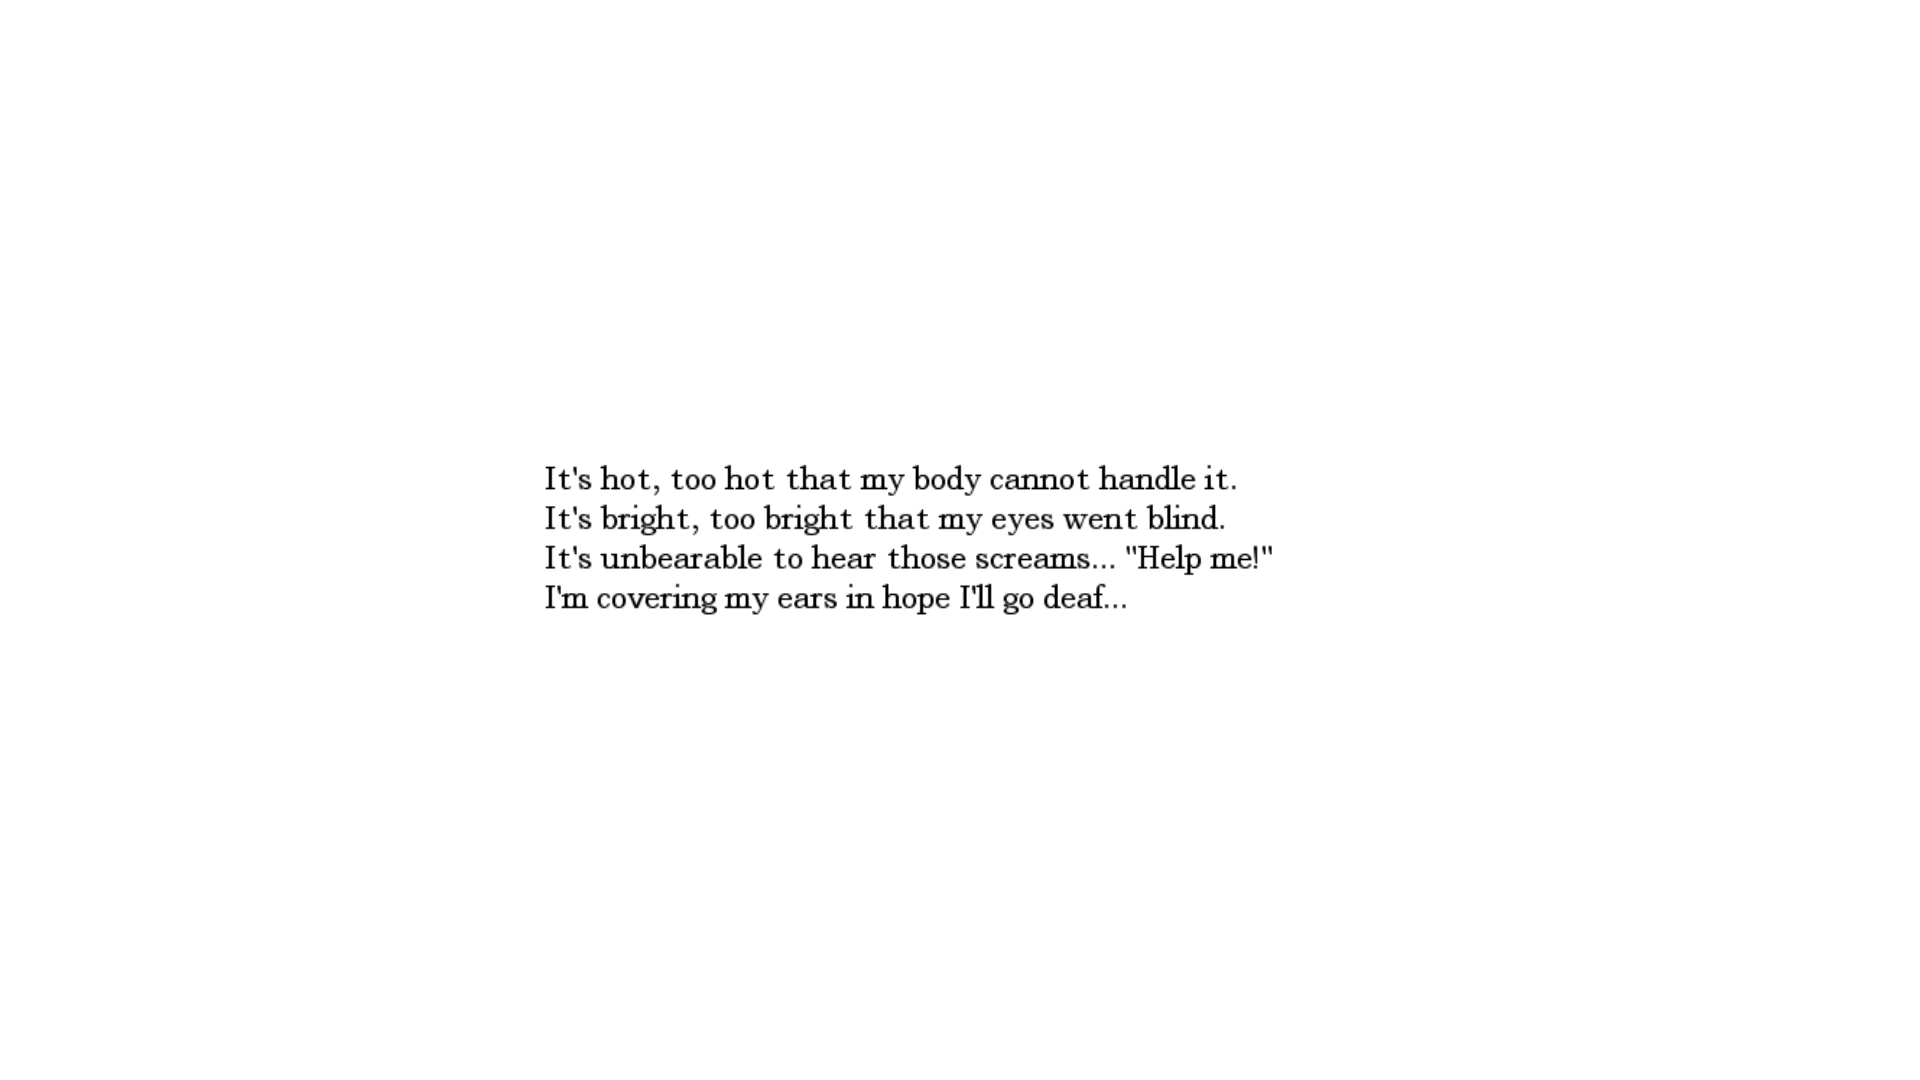 It's hot, too hot that my body cannot handle it.
It's bright, too bright that my eyes went blind.
It's unbearable to hear those screams... "Help me!"
I'm covering my ears in hope I'll go deaf...